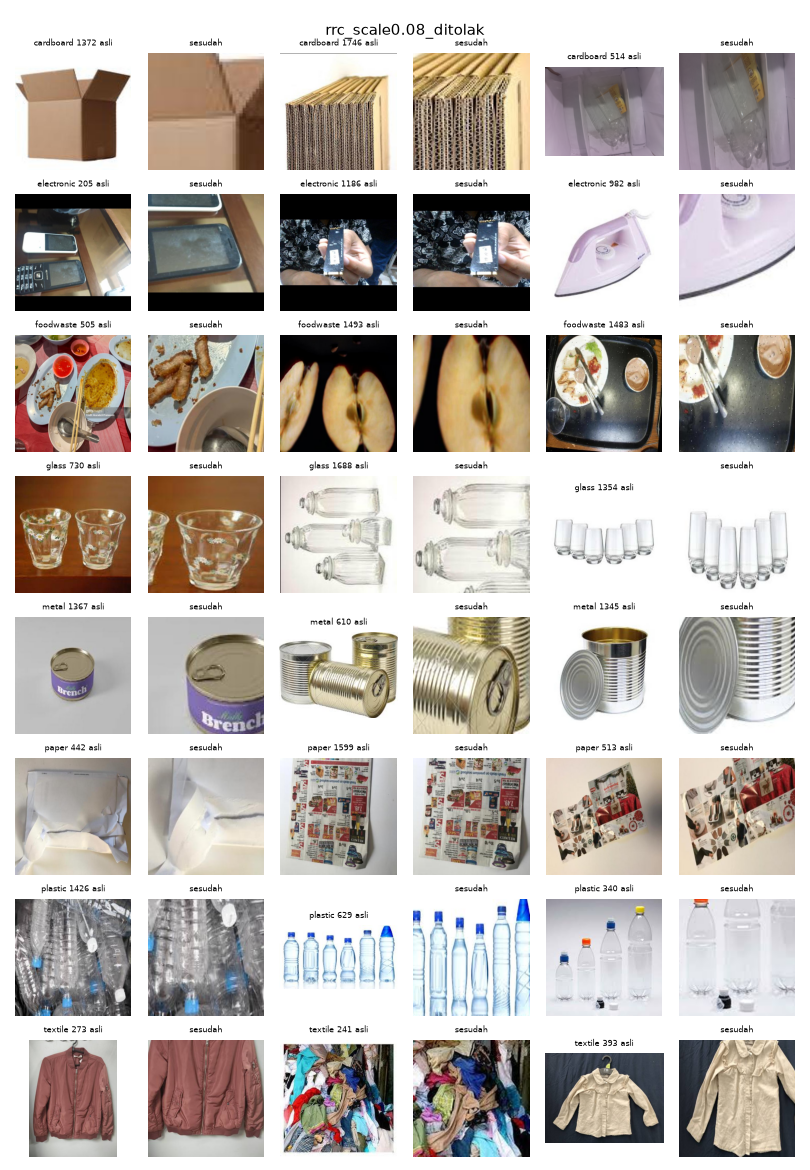 rrc_scale0.08_ditolak
cardboard 1372 asli
sesudah
cardboard 1746 asli
sesudah
cardboard 514 asli
sesudah
electronic 205 asli
sesudah
electronic 1186 asli
sesudah
electronic 982 asli
sesudah
foodwaste 505 asli
sesudah
foodwaste 1493 asli
sesudah
foodwaste 1483 asli
sesudah
glass 730 asli
sesudah
glass 1688 asli
sesudah
glass 1354 asli
sesudah
metal 1367 asli
sesudah
metal 610 asli
sesudah
metal 1345 asli
sesudah
Brench
Brench
paper 442 asli
sesudah
paper 1599 asli
sesudah
paper 513 asli
sesudah
plastic 1426 asli
sesudah
plastic 629 asli
sesudah
plastic 340 asli
sesudah
textile 273 asli
sesudah
textile 241 asli
sesudah
textile 393 asli
sesudah